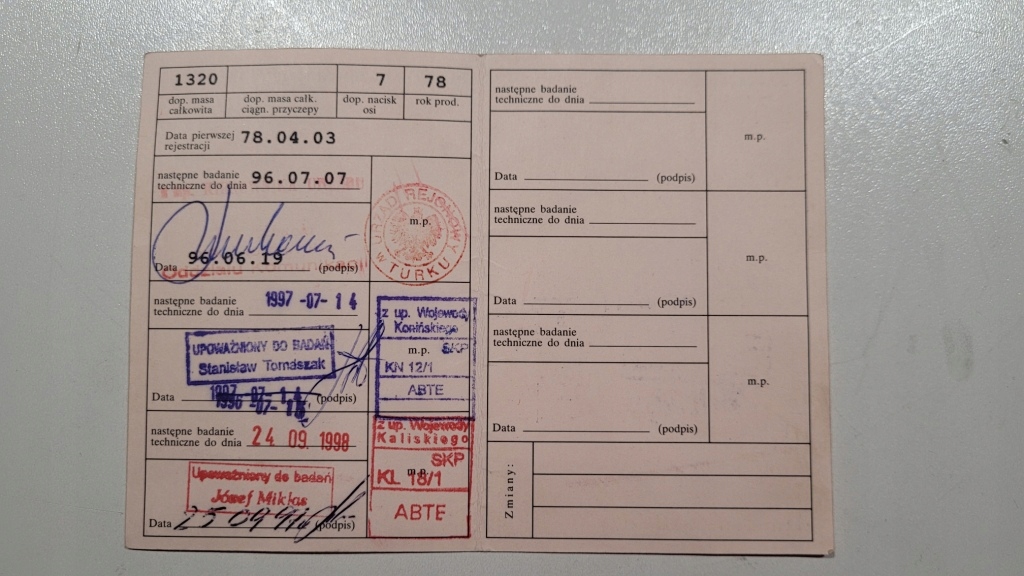 1320 7 78
dop. masa całkowita
dop. masa całk. ciągn. przyczepy
dop. nacisk osi
rok prod.
Data pierwszej
rejestracji 78.04.03
następne badanie
techniczne do dnia 96.07.07
m.p.
URZĄD REJONOWY
w TURKU
Data 96.06.19 (podpis)
następne badanie
techniczne do dnia 1997-07-14
UPOWAŻNIONY DO BADAŃ
Stanisław Tomaszak
Data (podpis)
z up. Wojewody
Konińskiego
m.p. SKP
KN 12/1
ABTE
następne badanie
techniczne do dnia 24 09. 1998
Upoważniony do badań
Józef Miklas
Data 25 09 97 (podpis)
z up. Wojewody
Kaliskiego
SKP
m.p.
KL 18/1
ABTE
następne badanie
techniczne do dnia
m.p.
Data (podpis)
następne badanie
techniczne do dnia
m.p.
Data (podpis)
następne badanie
techniczne do dnia
m.p.
Data (podpis)
Zmiany: